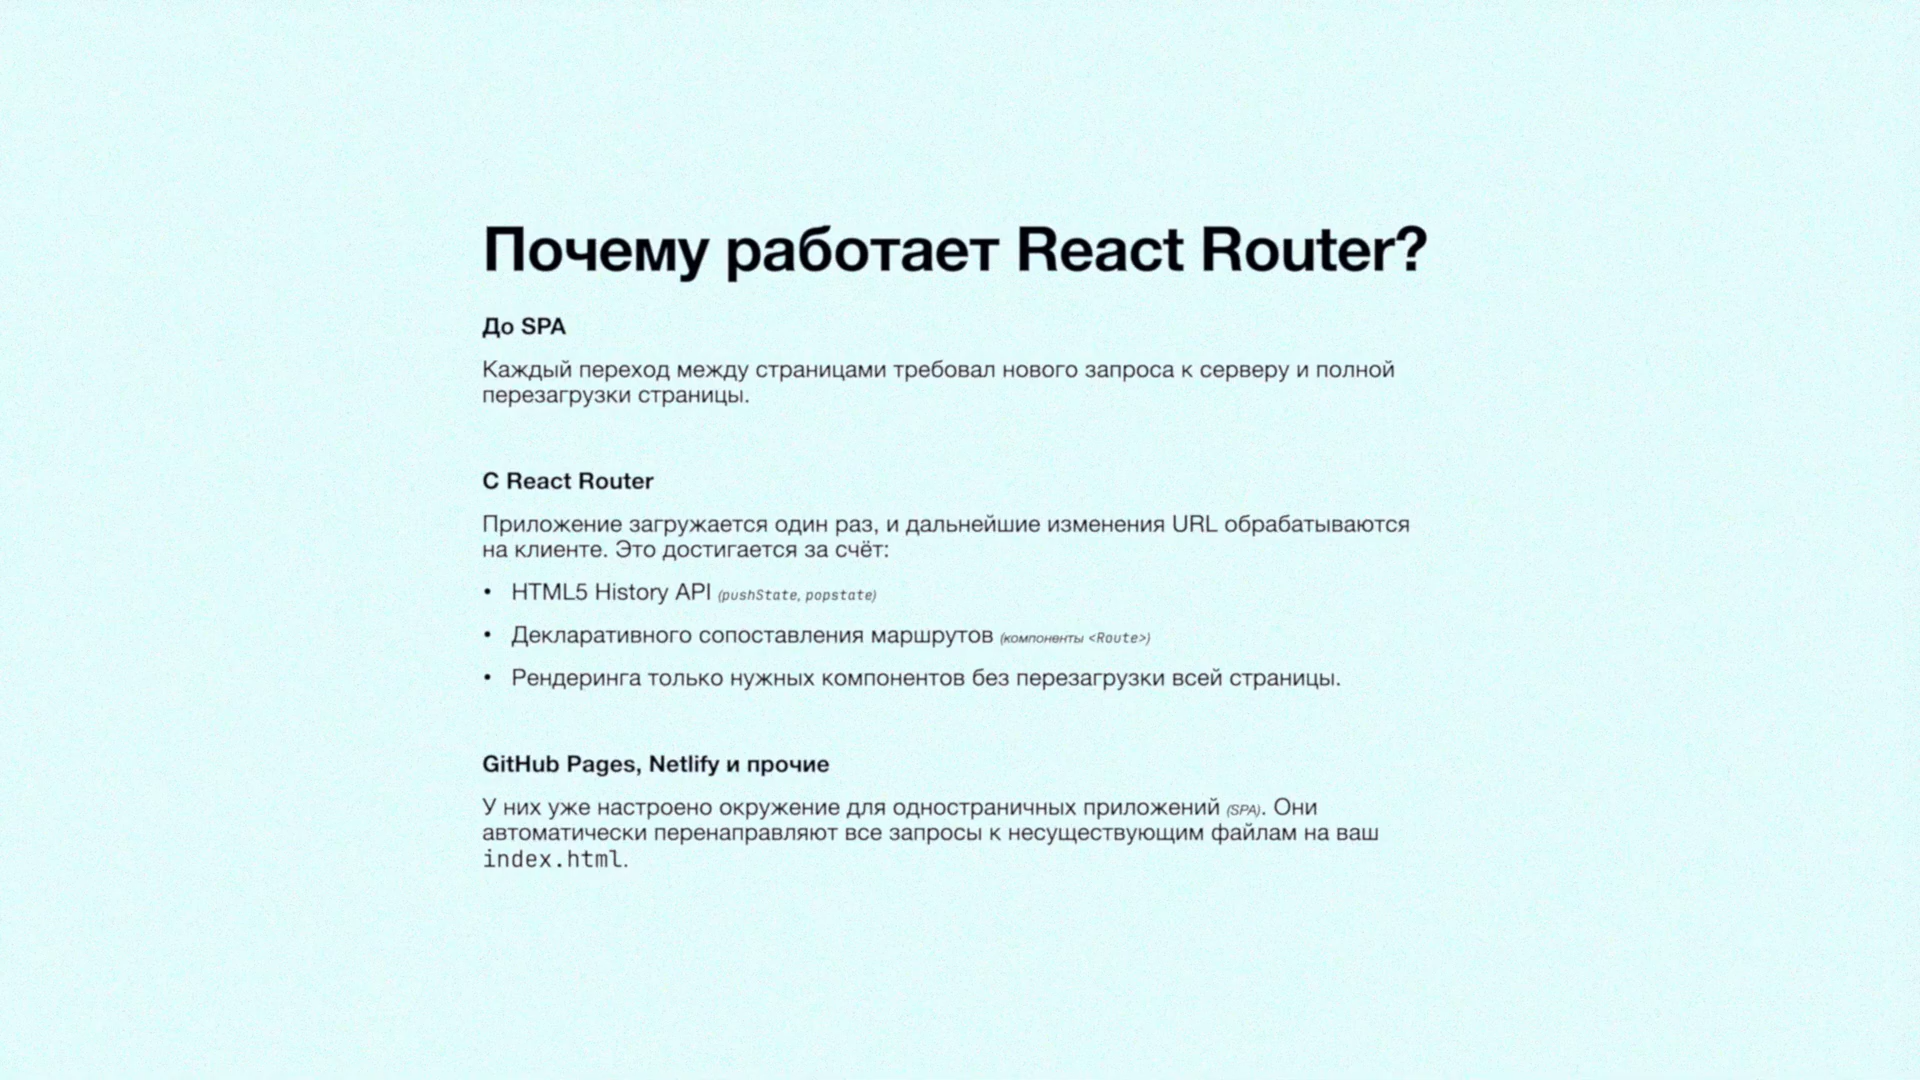 Почему работает React Router?
До SPA
Каждый переход между страницами требовал нового запроса к серверу и полной
перезагрузки страницы.
С React Router
Приложение загружается один раз, и дальнейшие изменения URL обрабатываются
на клиенте. Это достигается за счёт:
• HTML5 History API (pushState, popstate)
• Декларативного сопоставления маршрутов (компоненты <Route>)
• Рендеринга только нужных компонентов без перезагрузки всей страницы.
GitHub Pages, Netlify и прочие
У них уже настроено окружение для одностраничных приложений (SPA). Они
автоматически перенаправляют все запросы к несуществующим файлам на ваш
index.html.